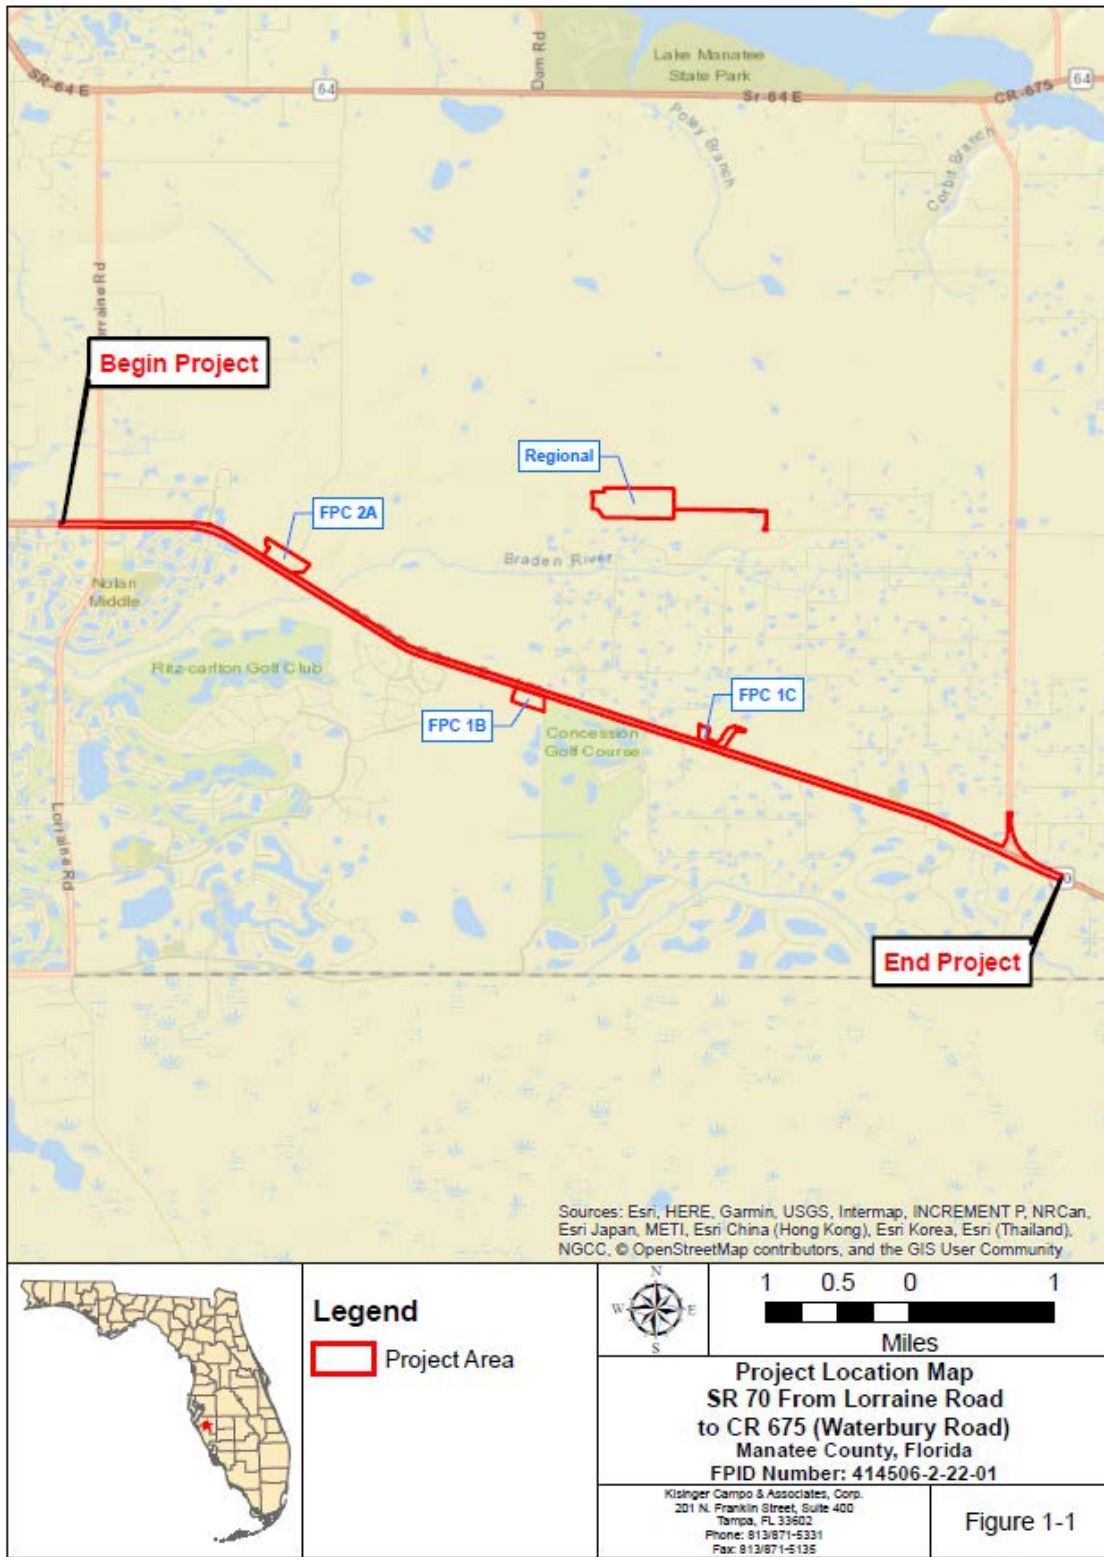 Lake Manatee
State Park
Dam Rd
SR-64 E
64
Sr 64 E
CR-675
64
Poley Branch
Corbit Branch
orraine Rd
Begin Project
Regional
FPC 2A
Braden River
Nolan
Middle
Ritz-carlton Golf Club
FPC 1B
FPC 1C
Concession
Golf Course
Lorraine Rd
0
End Project
Sources: Esri, HERE, Garmin, USGS, Intermap, INCREMENT P, NRCan,
Esri Japan, METI, Esri China (Hong Kong), Esri Korea, Esri (Thailand),
NGCC, © OpenStreetMap contributors, and the GIS User Community
Legend
Project Area
N
W E
S
1 0.5 0 1
Miles
Project Location Map
SR 70 From Lorraine Road
to CR 675 (Waterbury Road)
Manatee County, Florida
FPID Number: 414506-2-22-01
Kisinger Campo & Associates, Corp.
201 N. Franklin Street, Suite 400
Tampa, FL 33602
Phone: 813/871-5331
Fax: 813/871-5135
Figure 1-1